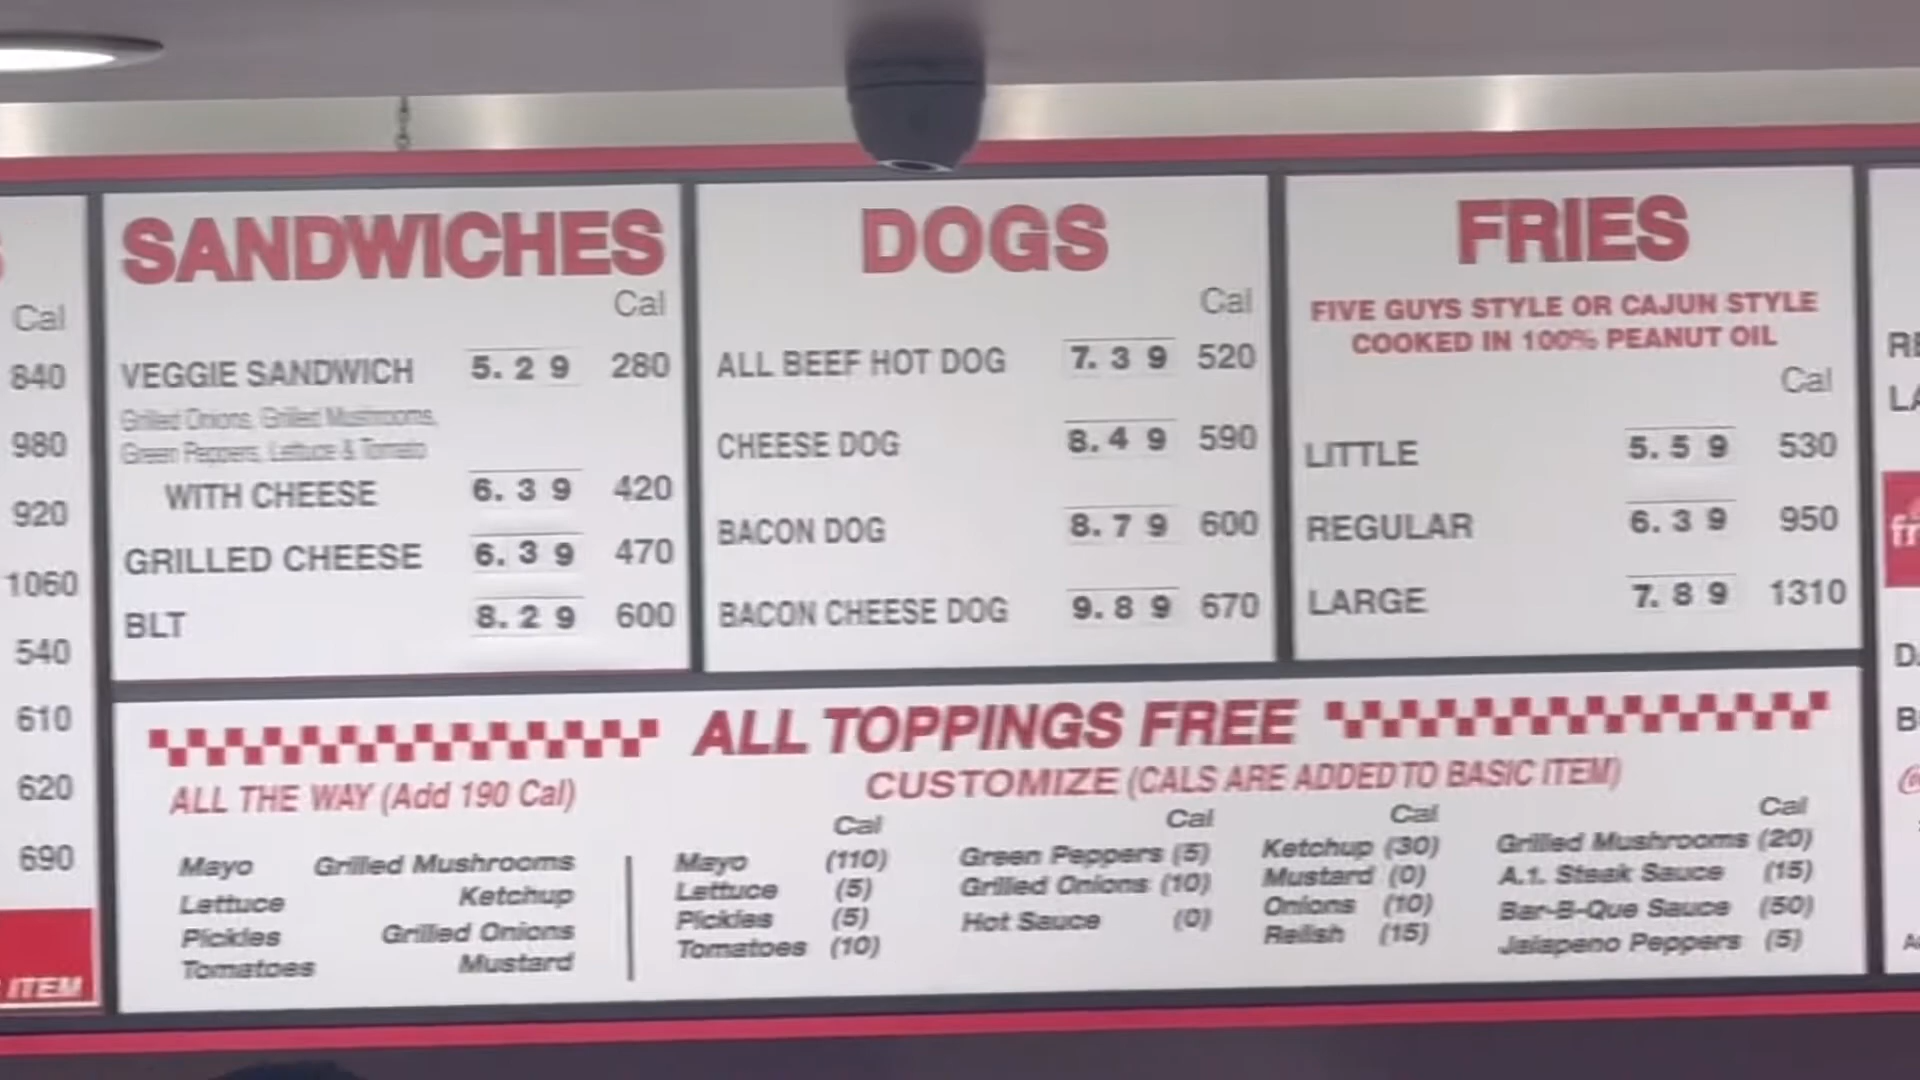 Cal
840
980
920
1060
540
610
620
690
ITEM
SANDWICHES
Cal
VEGGIE SANDWICH 5.29 280
Grilled Onions, Grilled Mushrooms,
Green Peppers, Lettuce & Tomato
WITH CHEESE 6.39 420
GRILLED CHEESE 6.39 470
BLT 8.29 600
DOGS
Cal
ALL BEEF HOT DOG 7.39 520
CHEESE DOG 8.49 590
BACON DOG 8.79 600
BACON CHEESE DOG 9.89 670
FRIES
FIVE GUYS STYLE OR CAJUN STYLE
COOKED IN 100% PEANUT OIL
Cal
LITTLE 5.59 530
REGULAR 6.39 950
LARGE 7.89 1310
ALL TOPPINGS FREE
ALL THE WAY (Add 190 Cal)
Mayo Grilled Mushrooms
Lettuce Ketchup
Pickles Grilled Onions
Tomatoes Mustard
CUSTOMIZE (CALS ARE ADDED TO BASIC ITEM)
Cal
Mayo (110)
Lettuce (5)
Pickles (5)
Tomatoes (10)
Cal
Green Peppers (5)
Grilled Onions (10)
Hot Sauce (0)
Cal
Ketchup (30)
Mustard (0)
Onions (10)
Relish (15)
Cal
Grilled Mushrooms (20)
A.1. Steak Sauce (15)
Bar-B-Que Sauce (50)
Jalapeno Peppers (5)